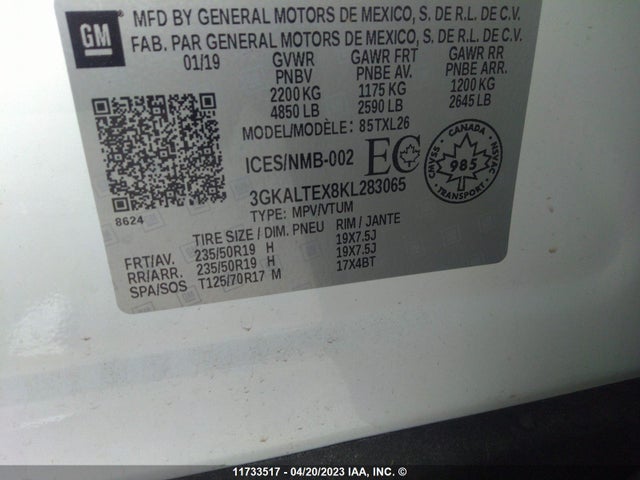 GM
MFD BY GENERAL MOTORS DE MEXICO, S. DE R.L. DE C.V.
FAB. PAR GENERAL MOTORS DE MEXICO, S. DE R.L. DE C.V.
01/19 GVWR GAWR FRT GAWR RR
PNBV PNBE AV. PNBE ARR.
2200 KG 1175 KG 1200 KG
4850 LB 2590 LB 2645 LB
MODEL/MODÈLE: 85TXL26
ICES/NMB-002 EC
CANADA
985
CMVSS NSVAC
3GKALTEX8KL283065
8624
TYPE: MPV/VTUM
TIRE SIZE / DIM. PNEU RIM / JANTE
FRT/AV. 235/50R19 H 19X7.5J
RR/ARR. 235/50R19 H 19X7.5J
SPA/SOS T125/70R17 M 17X4BT
11733517 - 04/20/2023 IAA, INC. ©